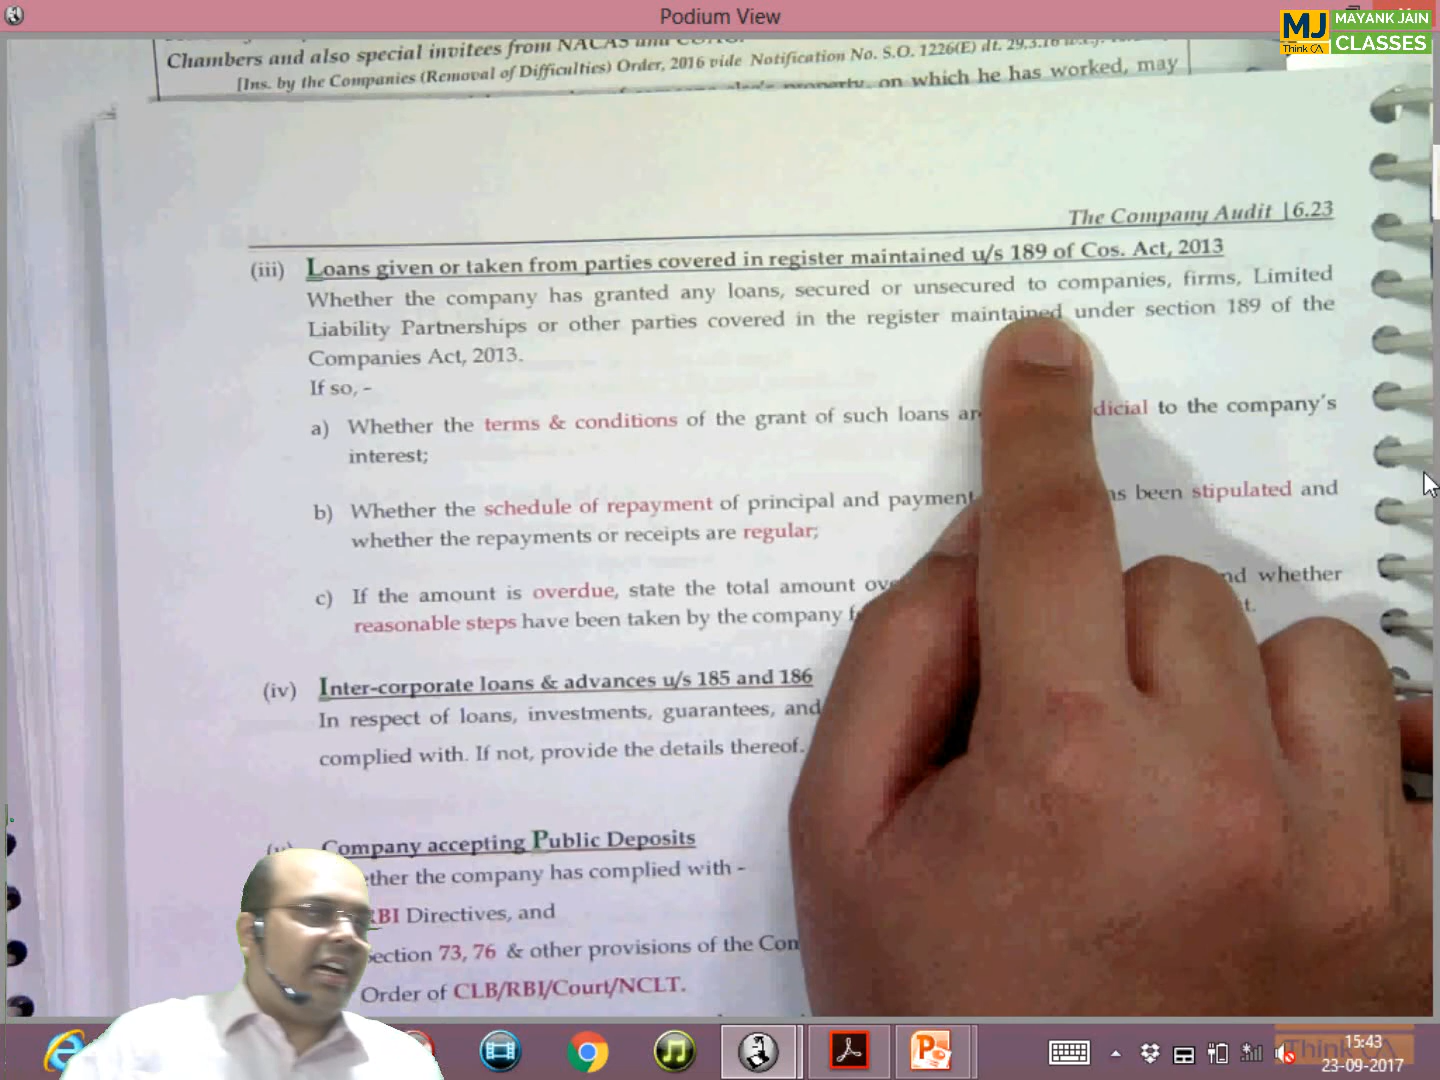 Podium View
MJ
Think CA
MAYANK JAIN
CLASSES
Chambers and also special invitees from NACAS and
[Ins. by the Companies (Removal of Difficulties) Order, 2016 vide Notification No. S.O. 1226(E) dt. 29.3.16
property, on which he has worked, may
The Company Audit |6.23
(iii) Loans given or taken from parties covered in register maintained u/s 189 of Cos. Act, 2013
Whether the company has granted any loans, secured or unsecured to companies, firms, Limited
Liability Partnerships or other parties covered in the register maintained under section 189 of the
Companies Act, 2013.
If so, -
a) Whether the terms & conditions of the grant of such loans dicial to the company's
interest;
b) Whether the schedule of repayment of principal and payment been stipulated and
whether the repayments or receipts are regular;
c) If the amount is overdue, state the total amount whether
reasonable steps have been taken by the company
(iv) Inter-corporate loans & advances u/s 185 and 186
In respect of loans, investments, guarantees, and
complied with. If not, provide the details thereof.
Company accepting Public Deposits
ther the company has complied with -
RBI Directives, and
ection 73, 76 & other provisions of the
Order of CLB/RBI/Court/NCLT.
Think CA
15:43
23-09-2017